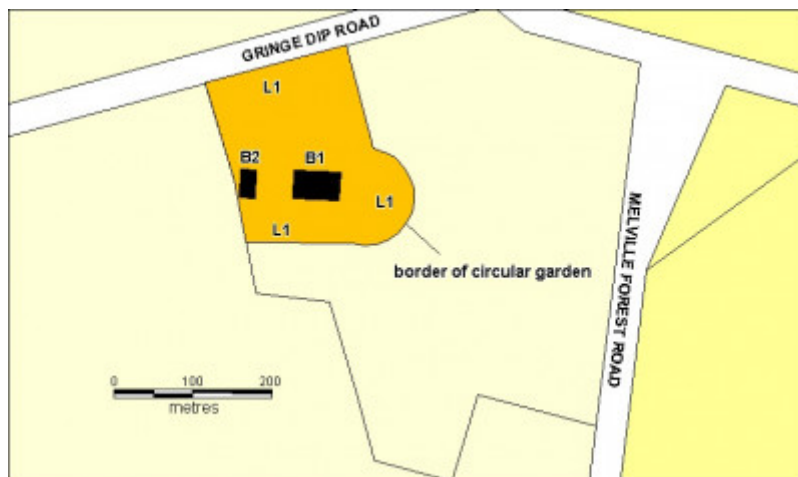 GRINGE DIP ROAD
L1
B2
B1
L1
L1
MELVILLE FOREST ROAD
border of circular garden
0 100 200
metres